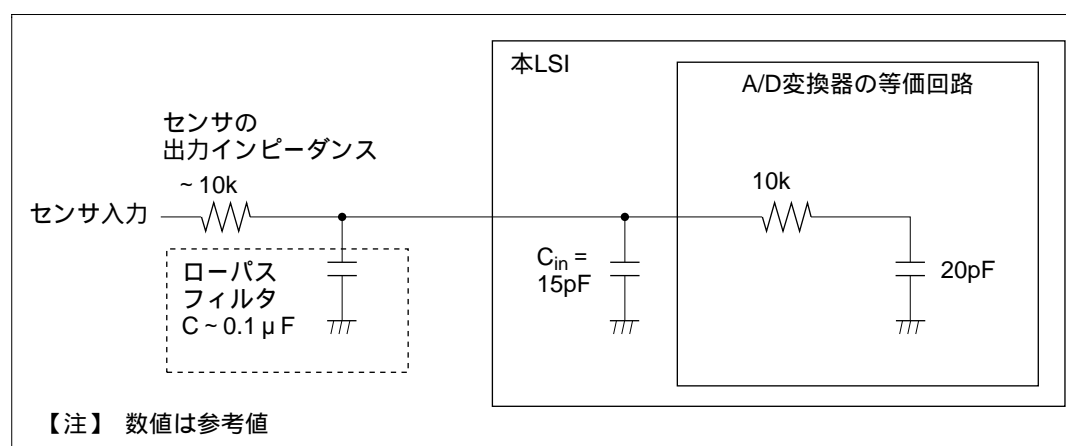 本LSI
A/D変換器の等価回路
センサの
出力インピーダンス
~ 10k
10k
センサ入力
ローパス
フィルタ
C ~ 0.1 μ F
Cin =
15pF
20pF
【注】 数値は参考値